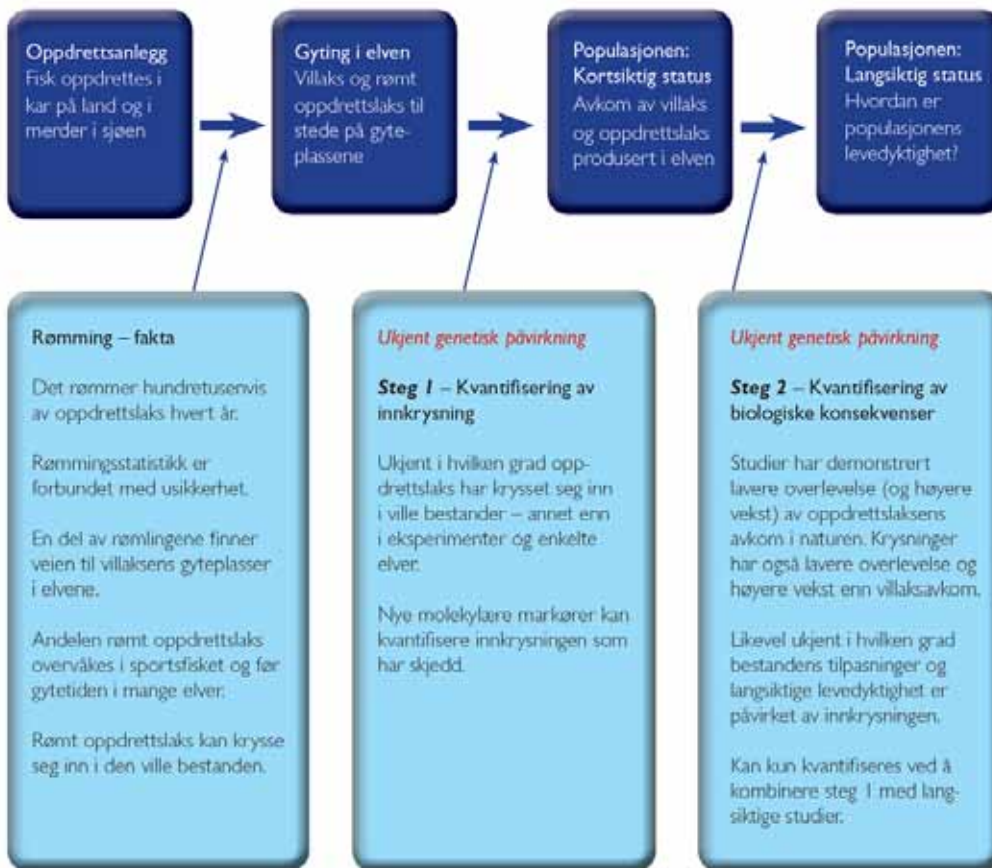 Oppdrettsanlegg
Fisk oppdrettes i
kar på land og i
merder i sjøen
Gyting i elven
Villaks og rømt
oppdrettslaks til
stede på gyte-
plassene
Populasjonen:
Kortsiktig status
Avkom av villaks
og oppdrettslaks
produsert i elven
Populasjonen:
Langsiktig status
Hvordan er
populasjonens
levedyktighet?
Rømming – fakta
Det rømmer hundretusenvis
av oppdrettslaks hvert år.
Rømmingsstatistikk er
forbundet med usikkerhet.
En del av rømlingene finner
veien til villaksens gyteplasser
i elvene.
Andelen rømt oppdrettslaks
overvåkes i sportsfisket og før
gytetiden i mange elver.
Rømt oppdrettslaks kan krysse
seg inn i den ville bestanden.
Ukjent genetisk påvirkning
Steg 1 – Kvantifisering av
innkrysning
Ukjent i hvilken grad opp-
drettslaks har krysset seg inn
i ville bestander – annet enn
i eksperimenter og enkelte
elver.
Nye molekylære markører kan
kvantifisere innkrysningen som
har skjedd.
Ukjent genetisk påvirkning
Steg 2 – Kvantifisering av
biologiske konsekvenser
Studier har demonstrert
lavere overlevelse (og høyere
vekst) av oppdrettslaksens
avkom i naturen. Krysninger
har også lavere overlevelse og
høyere vekst enn villaksavkom.
Likevel ukjent i hvilken grad
bestandens tilpasninger og
langsiktige levedyktighet er
påvirket av innkrysningen.
Kan kun kvantifiseres ved å
kombinere steg 1 med lang-
siktige studier.